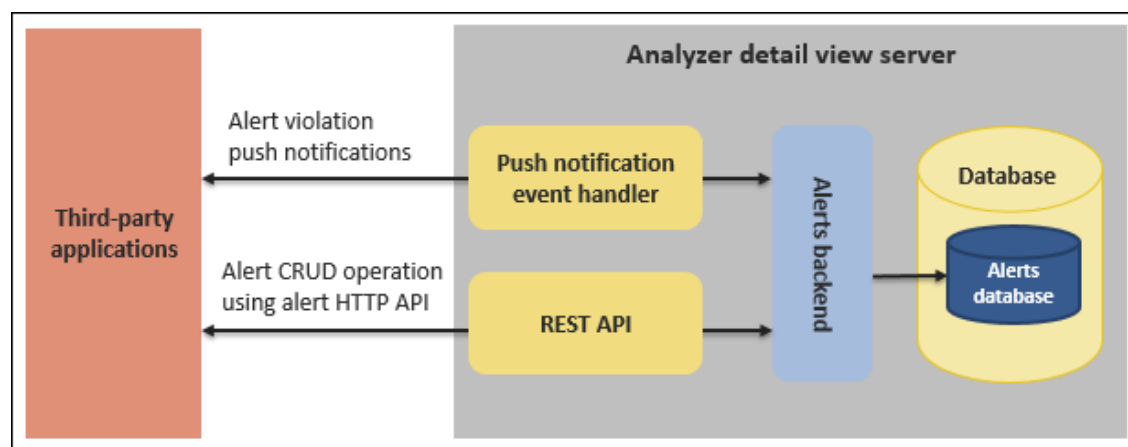 Analyzer detail view server
Alert violation
push notifications
Push notification
event handler
Third-party
applications
Alert CRUD operation
using alert HTTP API
REST API
Alerts backend
Database
Alerts
database